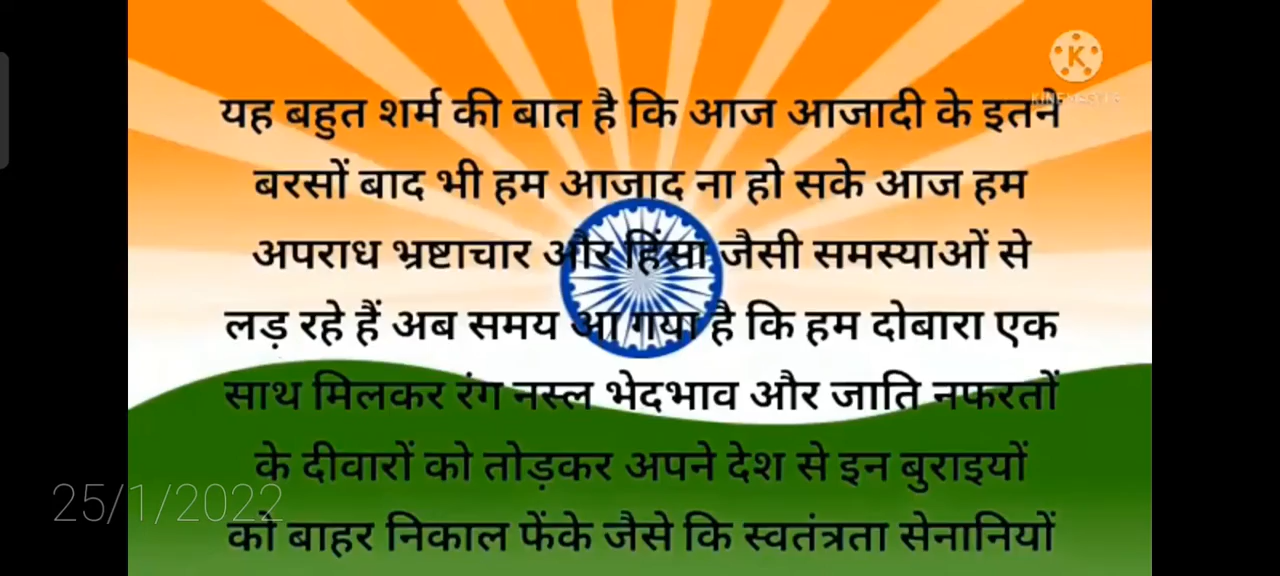 KINEMASTER
यह बहुत शर्म की बात है कि आज आजादी के इतने
बरसों बाद भी हम आजाद ना हो सके आज हम
अपराध भ्रष्टाचार और हिंसा जैसी समस्याओं से
लड़ रहे हैं अब समय आ गया है कि हम दोबारा एक
साथ मिलकर रंग नस्ल भेदभाव और जाति नफरतों
के दीवारों को तोड़कर अपने देश से इन बुराइयों
25/1/2022
को बाहर निकाल फेंके जैसे कि स्वतंत्रता सेनानियों